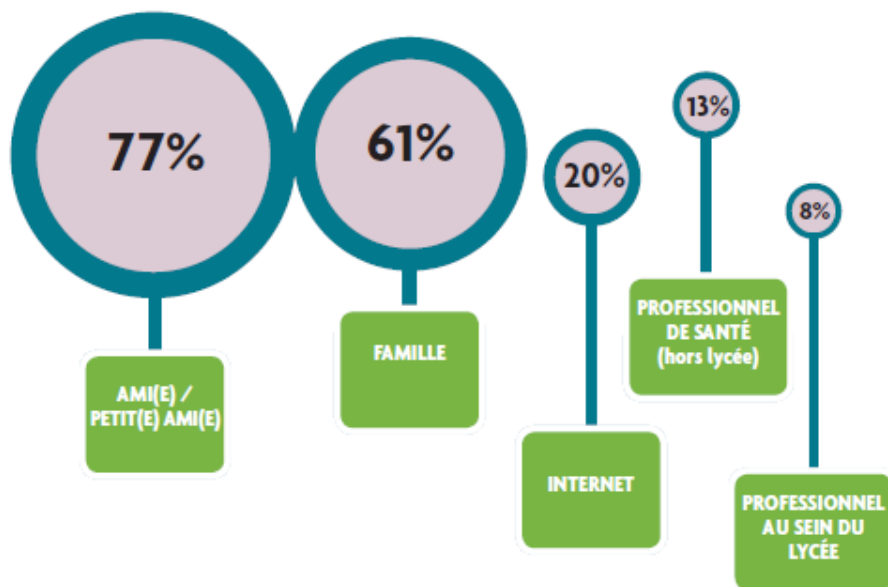 77%
61%
20%
13%
8%
AMI(E) /
PETIT(E) AMI(E)
FAMILLE
INTERNET
PROFESSIONNEL
DE SANTÉ
(hors lycée)
PROFESSIONNEL
AU SEIN DU
LYCÉE